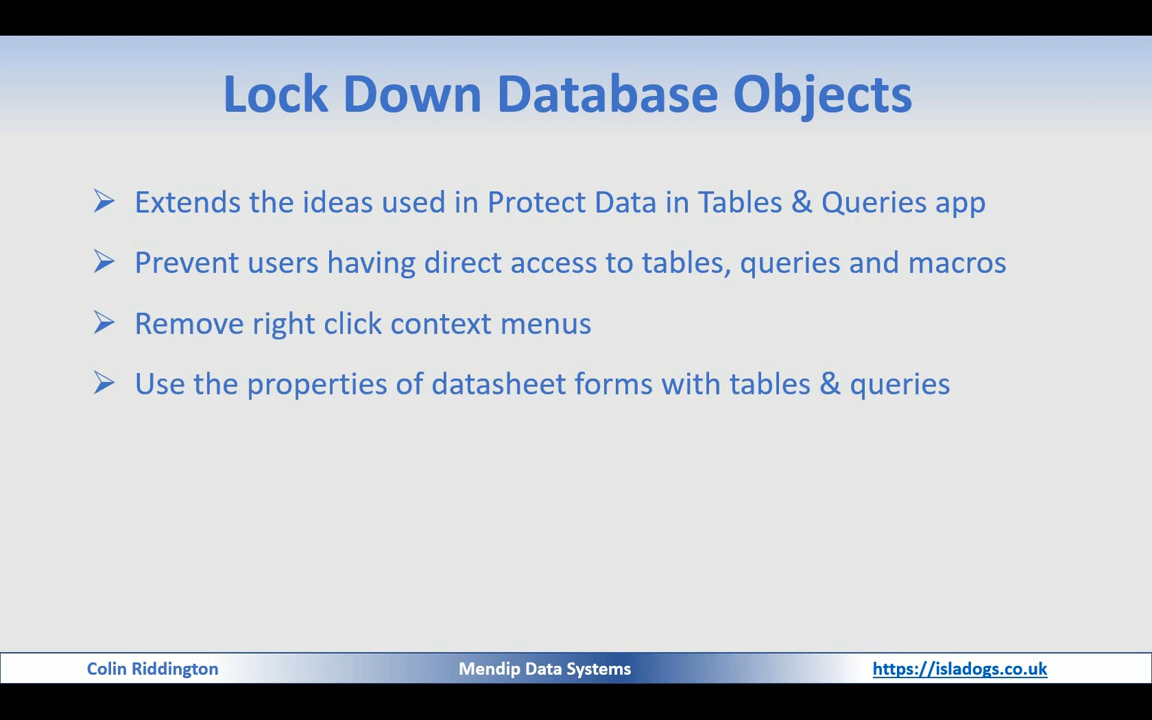 Lock Down Database Objects
Extends the ideas used in Protect Data in Tables & Queries app
Prevent users having direct access to tables, queries and macros
Remove right click context menus
Use the properties of datasheet forms with tables & queries
Colin Riddington
Mendip Data Systems
https://isladogs.co.uk